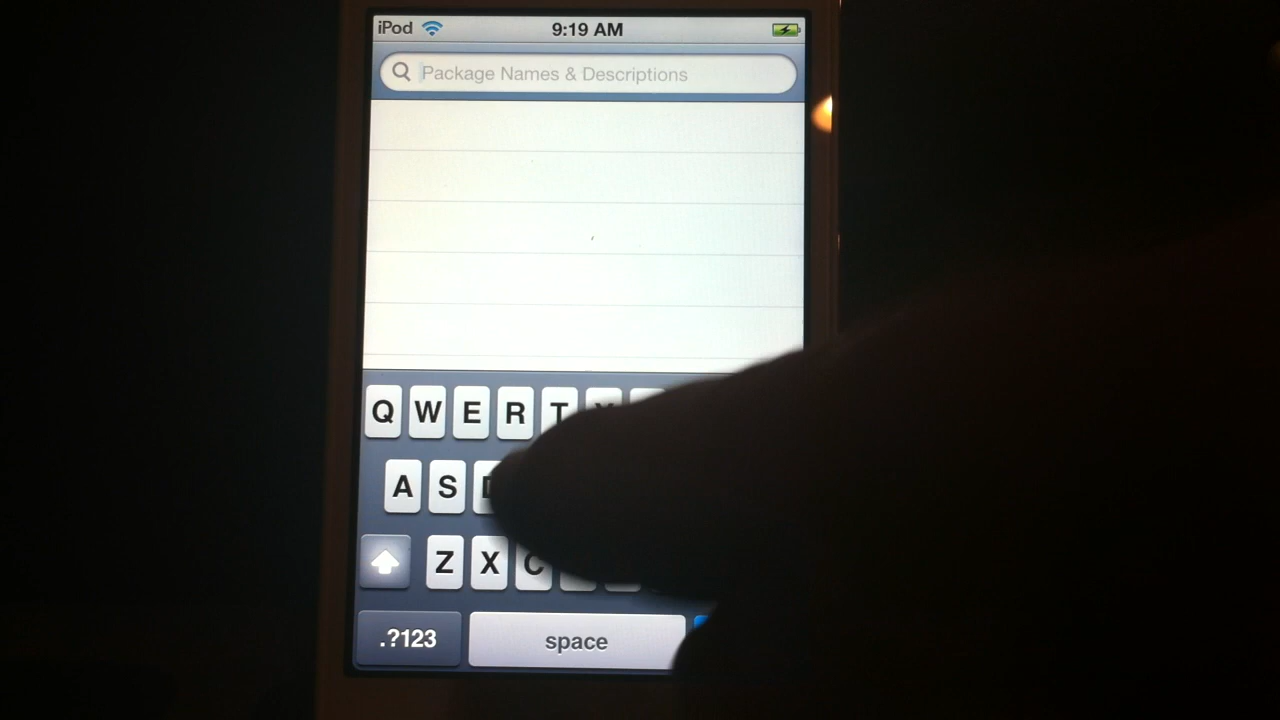 iPod 9:19 AM
Package Names & Descriptions
Q W E R T
A S
Z X C
.?123 space